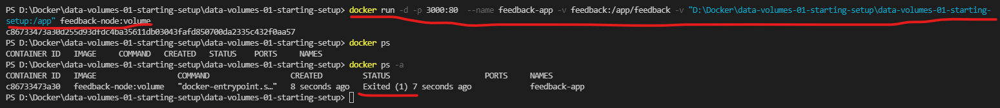 PS D:\Docker\data-volumes-01-starting-setup\data-volumes-01-starting-setup> docker run -d -p 3000:80  --name feedback-app -v feedback:/app/feedback -v "D:\Docker\data-volumes-01-starting-setup\data-volumes-01-starting-
setup:/app" feedback-node:volume
c86733473a30d255d93dfdc4ba35611db03043fafd850700da2335c432f0aa57
PS D:\Docker\data-volumes-01-starting-setup\data-volumes-01-starting-setup> docker ps
CONTAINER ID   IMAGE     COMMAND   CREATED   STATUS    PORTS     NAMES
PS D:\Docker\data-volumes-01-starting-setup\data-volumes-01-starting-setup> docker ps -a
CONTAINER ID   IMAGE                  COMMAND                  CREATED         STATUS                     PORTS     NAMES
c86733473a30   feedback-node:volume   "docker-entrypoint.s…"   8 seconds ago   Exited (1) 7 seconds ago             feedback-app
PS D:\Docker\data-volumes-01-starting-setup\data-volumes-01-starting-setup>